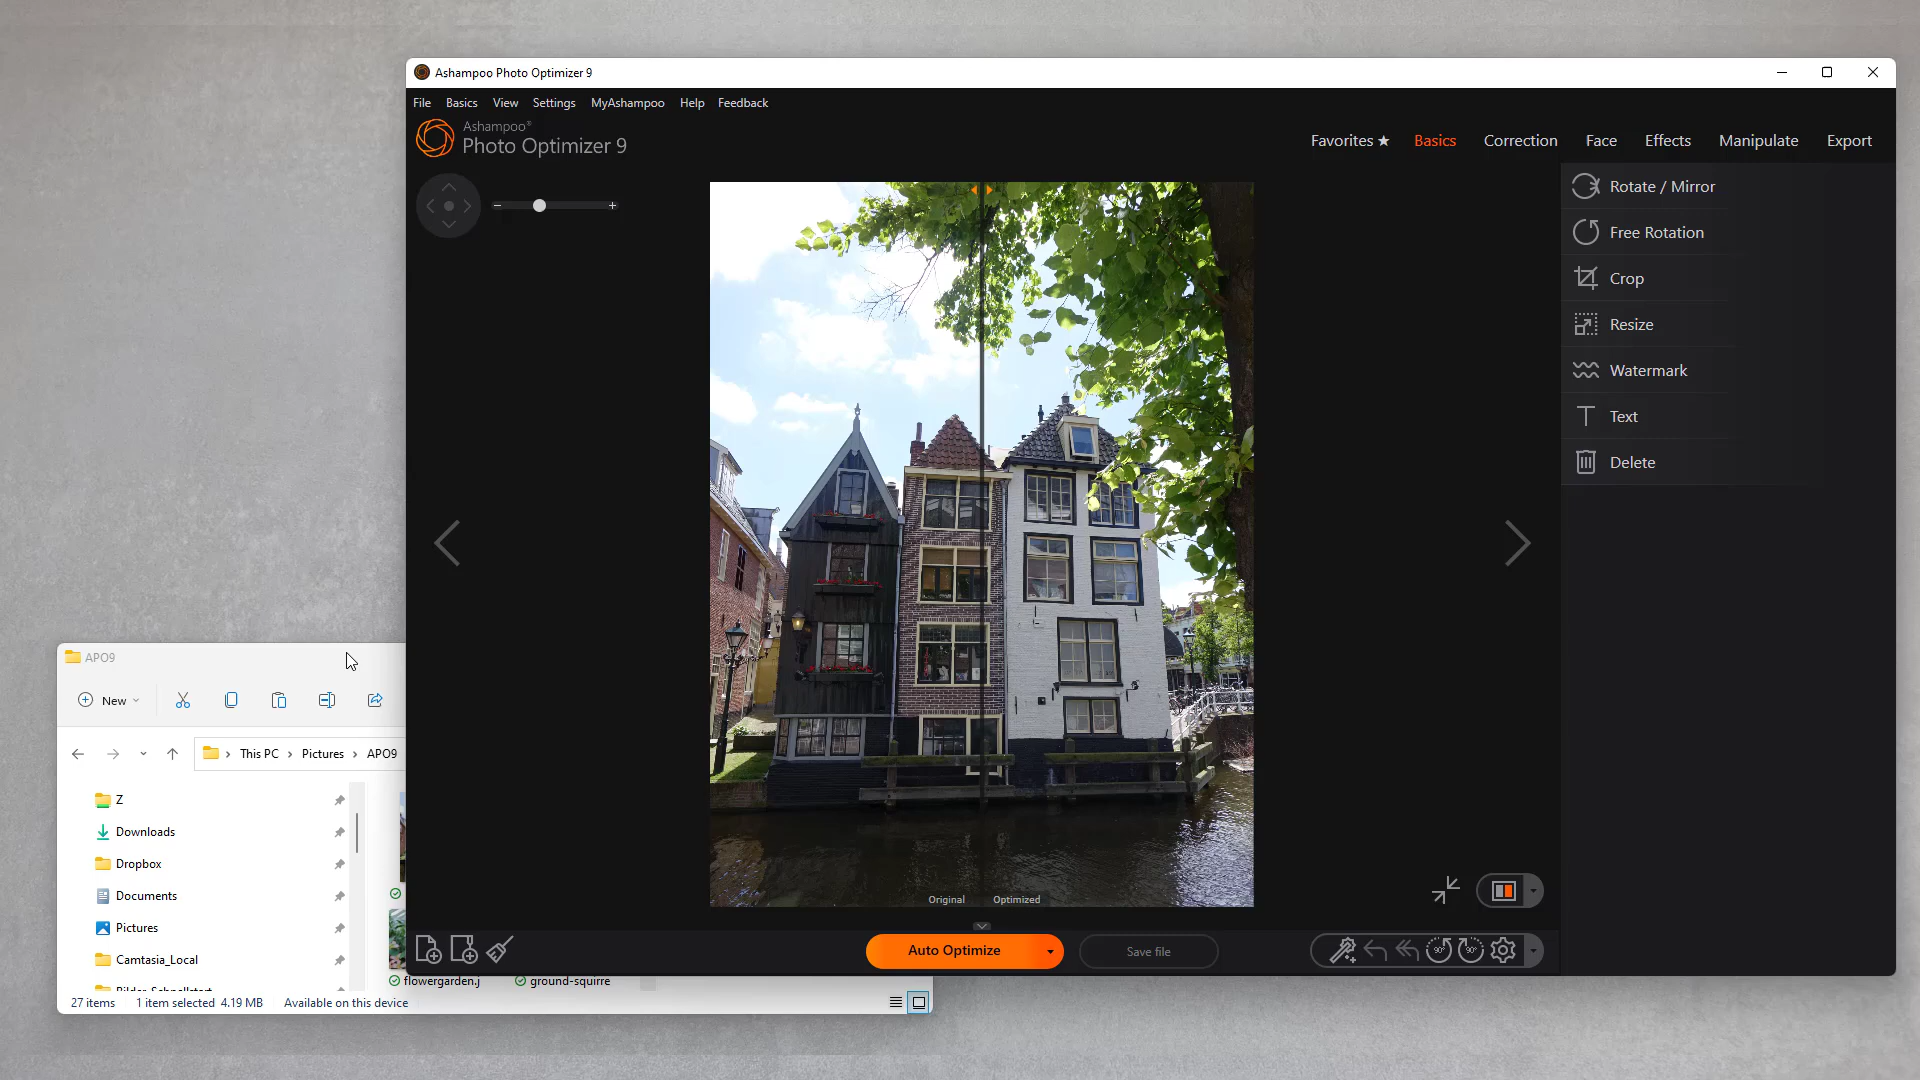 Ashampoo Photo Optimizer 9
File Basics View Settings MyAshampoo Help Feedback
Ashampoo®
Photo Optimizer 9
Favorites ★ Basics Correction Face Effects Manipulate Export
Rotate / Mirror
Free Rotation
Crop
Resize
Watermark
Text
Delete
Original Optimized
Auto Optimize
Save file
90° 90°
APO9
New
This PC > Pictures > APO9
Z
Downloads
Dropbox
Documents
Pictures
Camtasia_Local
flowergarden.j
ground-squirre
27 items 1 item selected 4.19 MB Available on this device